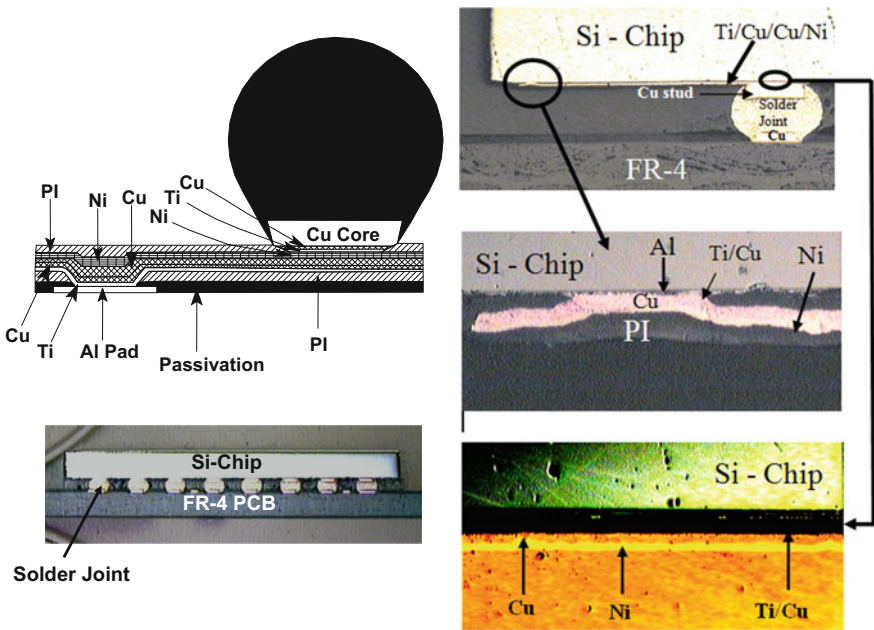 PI
Ni
Cu
Ni
Ti
Cu
Cu Core
Cu
Ti
Al Pad
Passivation
PI
Si-Chip
FR-4 PCB
Solder Joint
Si - Chip
Ti/Cu/Cu/Ni
Cu stud
Solder
Joint
Cu
FR-4
Si - Chip
Al
Ti/Cu
Ni
Cu
PI
Si - Chip
Cu
Ni
Ti/Cu